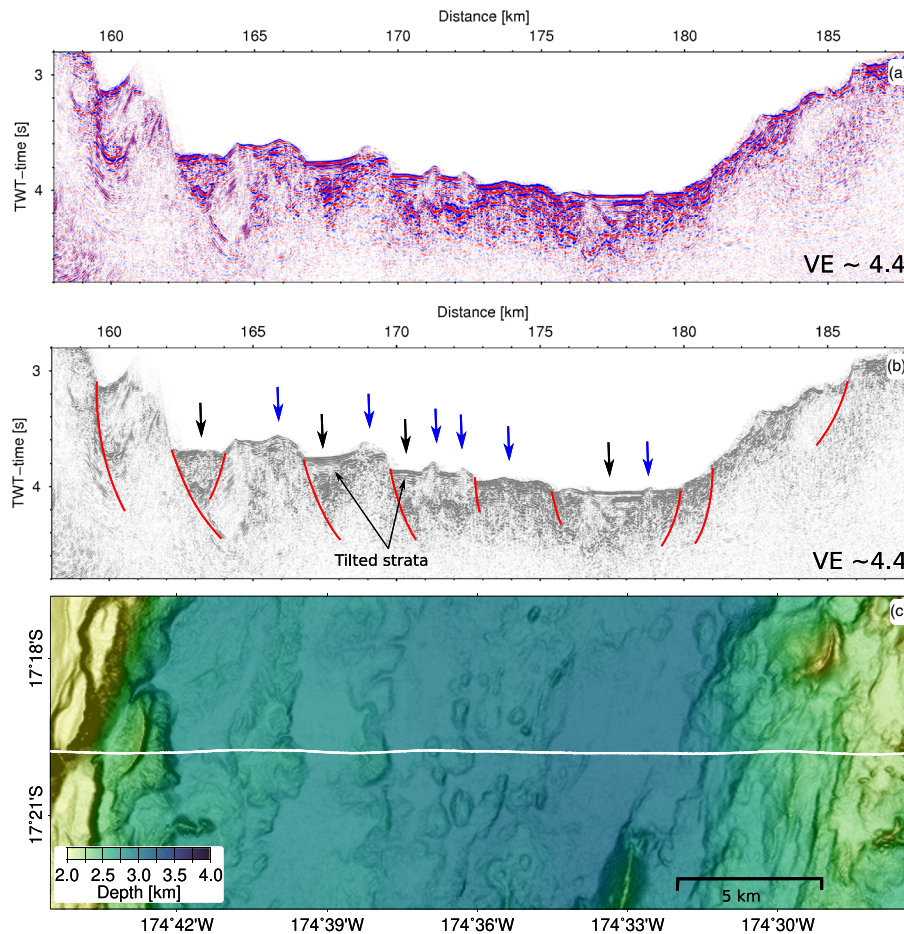 Distance [km]
160 165 170 175 180 185
3
4
TWT−time [s]
(a
VE ~ 4.4
Distance [km]
160 165 170 175 180 185
3
4
TWT−time [s]
(b)
Tilted strata
VE ~4.4
(c
17°18'S
17°21'S
2.0 2.5 3.0 3.5 4.0
Depth [km]
5 km
174°42'W 174°39'W 174°36'W 174°33'W 174°30'W